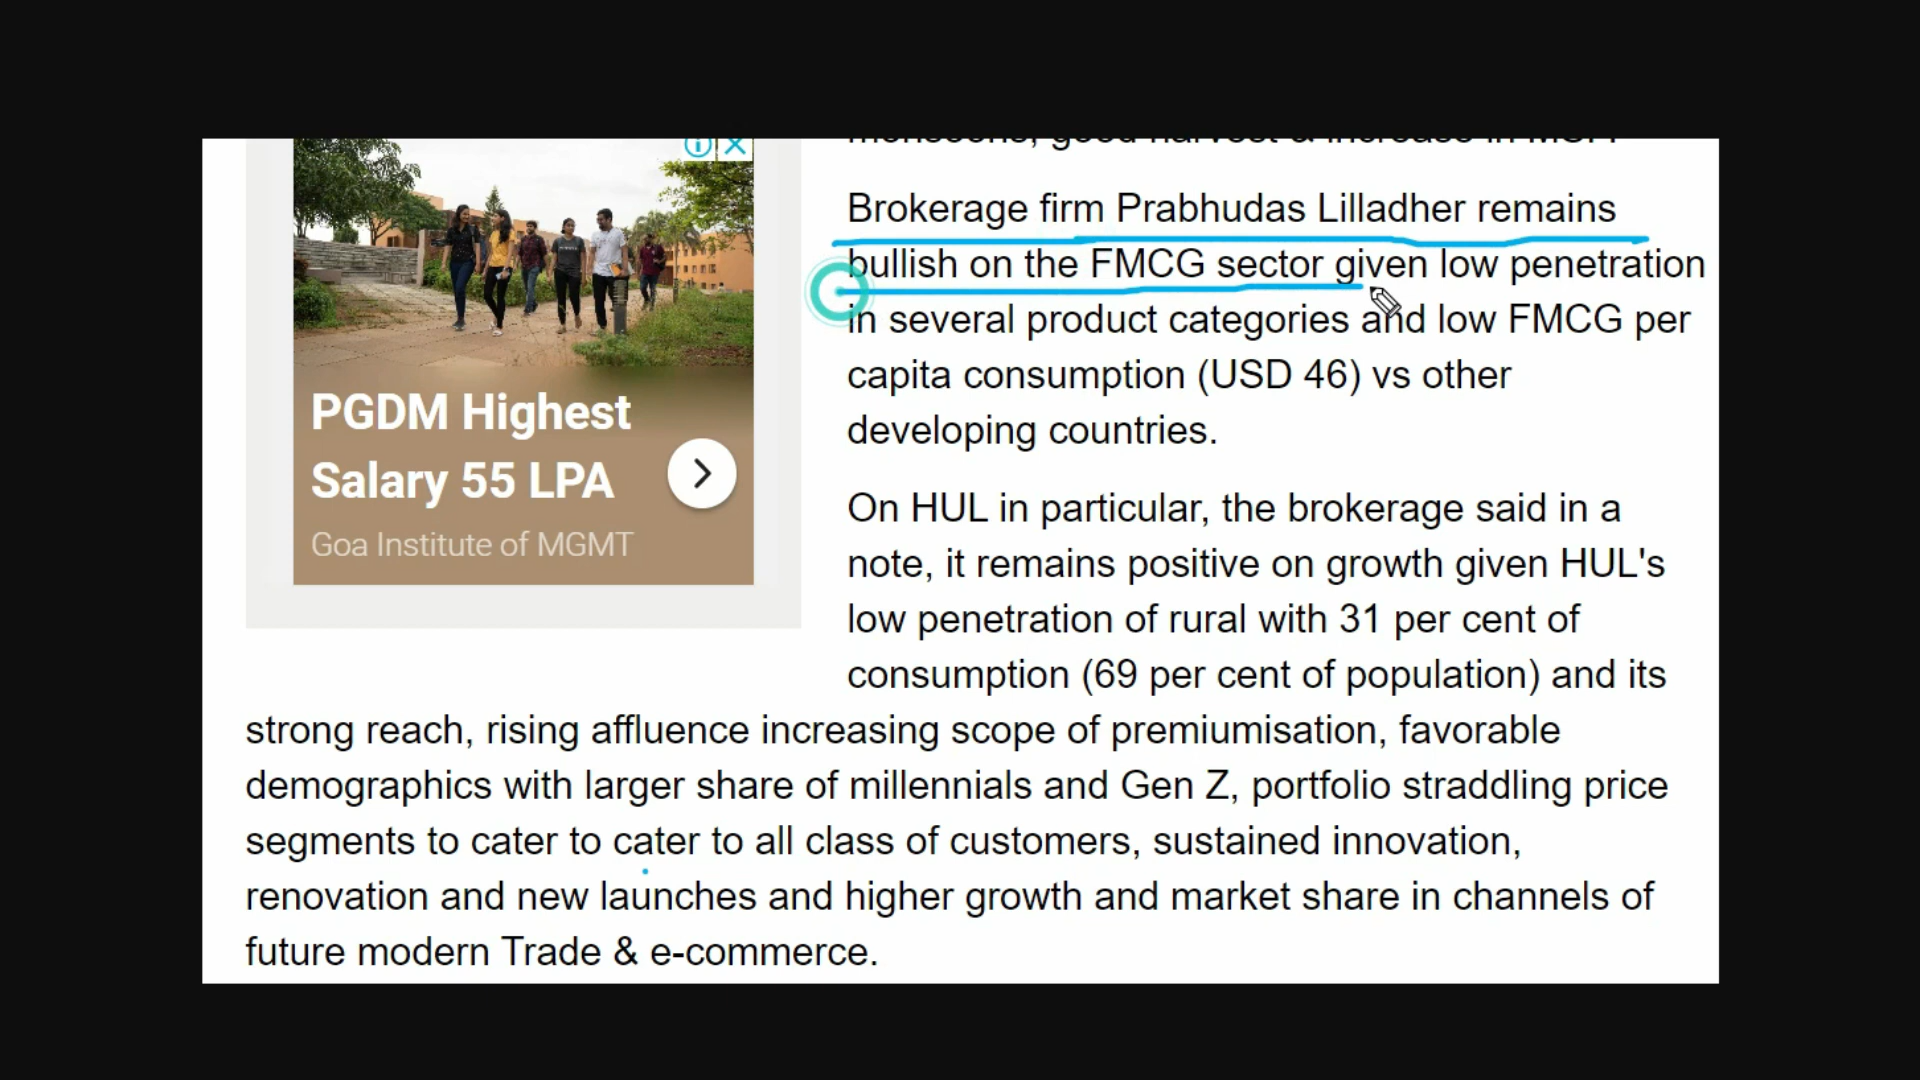 monsoons, good harvest & increase in MSP.
Brokerage firm Prabhudas Lilladher remains
bullish on the FMCG sector given low penetration
in several product categories and low FMCG per
capita consumption (USD 46) vs other
developing countries.
PGDM Highest
Salary 55 LPA
Goa Institute of MGMT
On HUL in particular, the brokerage said in a
note, it remains positive on growth given HUL's
low penetration of rural with 31 per cent of
consumption (69 per cent of population) and its
strong reach, rising affluence increasing scope of premiumisation, favorable
demographics with larger share of millennials and Gen Z, portfolio straddling price
segments to cater to cater to all class of customers, sustained innovation,
renovation and new launches and higher growth and market share in channels of
future modern Trade & e-commerce.